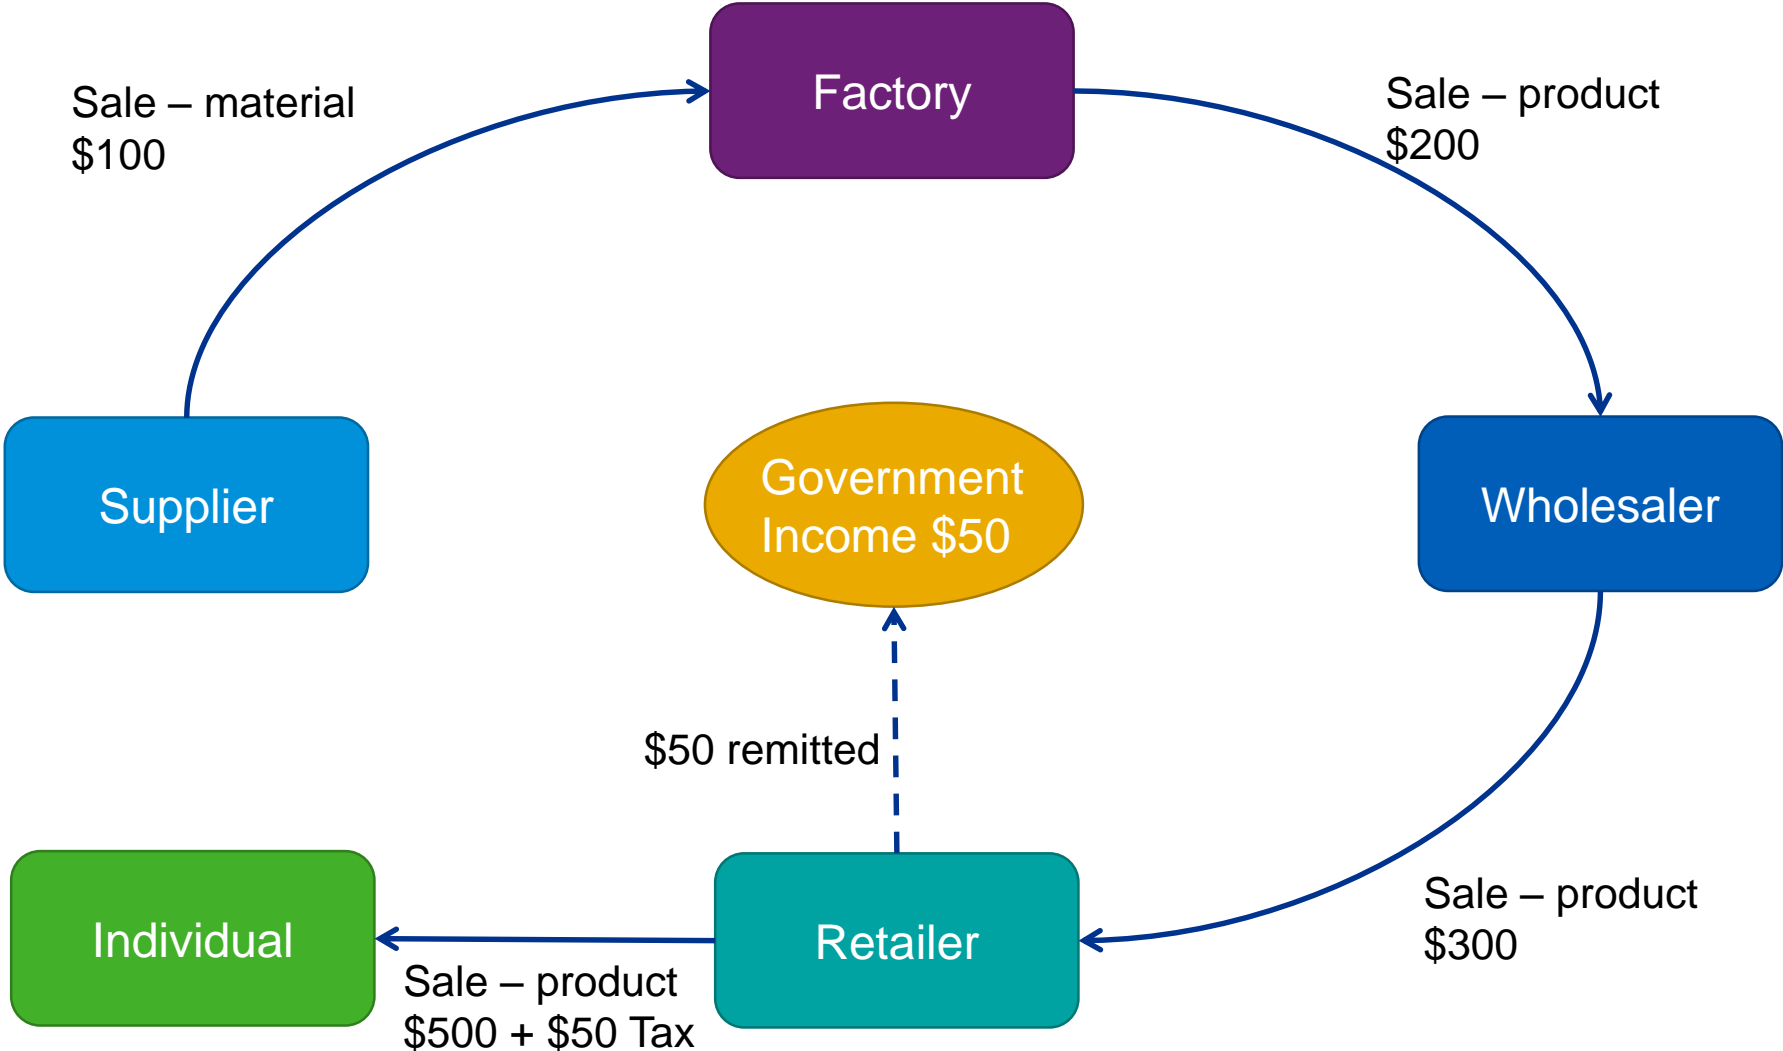 Factory
Sale – material
$100
Sale – product
$200
Supplier
Government
Income $50
Wholesaler
$50 remitted
Individual
Retailer
Sale – product
$300
Sale – product
$500 + $50 Tax